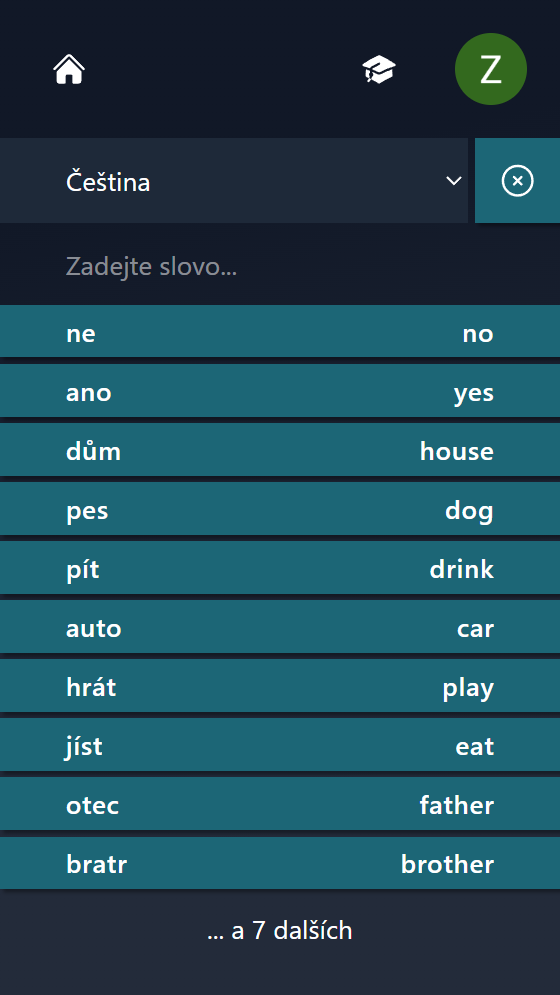 Z
Čeština
Zadejte slovo...
ne no
ano yes
dům house
pes dog
pít drink
auto car
hrát play
jíst eat
otec father
bratr brother
... a 7 dalších